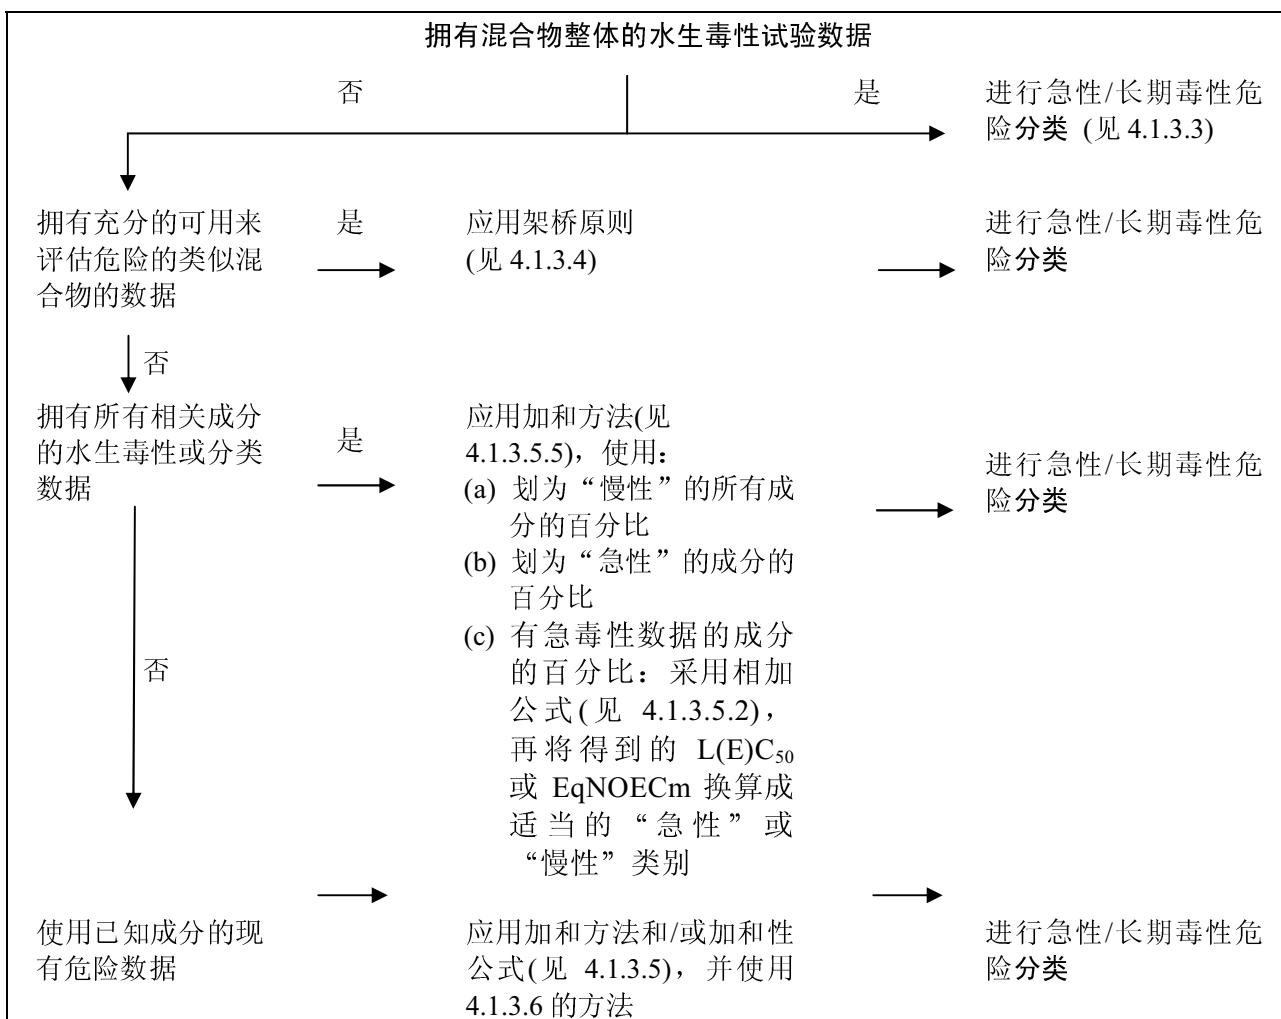 拥有混合物整体的水生毒性试验数据
否
是
进行急性/长期毒性危
险分类 (见 4.1.3.3)
拥有充分的可用来
评估危险的类似混
合物的数据
是
应用架桥原则
(见 4.1.3.4)
进行急性/长期毒性危
险分类
否
拥有所有相关成分
的水生毒性或分类
数据
是
应用加和方法(见
4.1.3.5.5)，使用：
(a) 划为“慢性”的所有成
分的百分比
(b) 划为“急性”的成分的
百分比
(c) 有急毒性数据的成分
的百分比：采用相加
公式(见 4.1.3.5.2)，
再将得到的 L(E)C₅₀
或 EqNOECm 换算成
适当的“急性”或
“慢性”类别
进行急性/长期毒性危
险分类
否
使用已知成分的现
有危险数据
应用加和方法和/或加和性
公式(见 4.1.3.5)，并使用
4.1.3.6 的方法
进行急性/长期毒性危
险分类